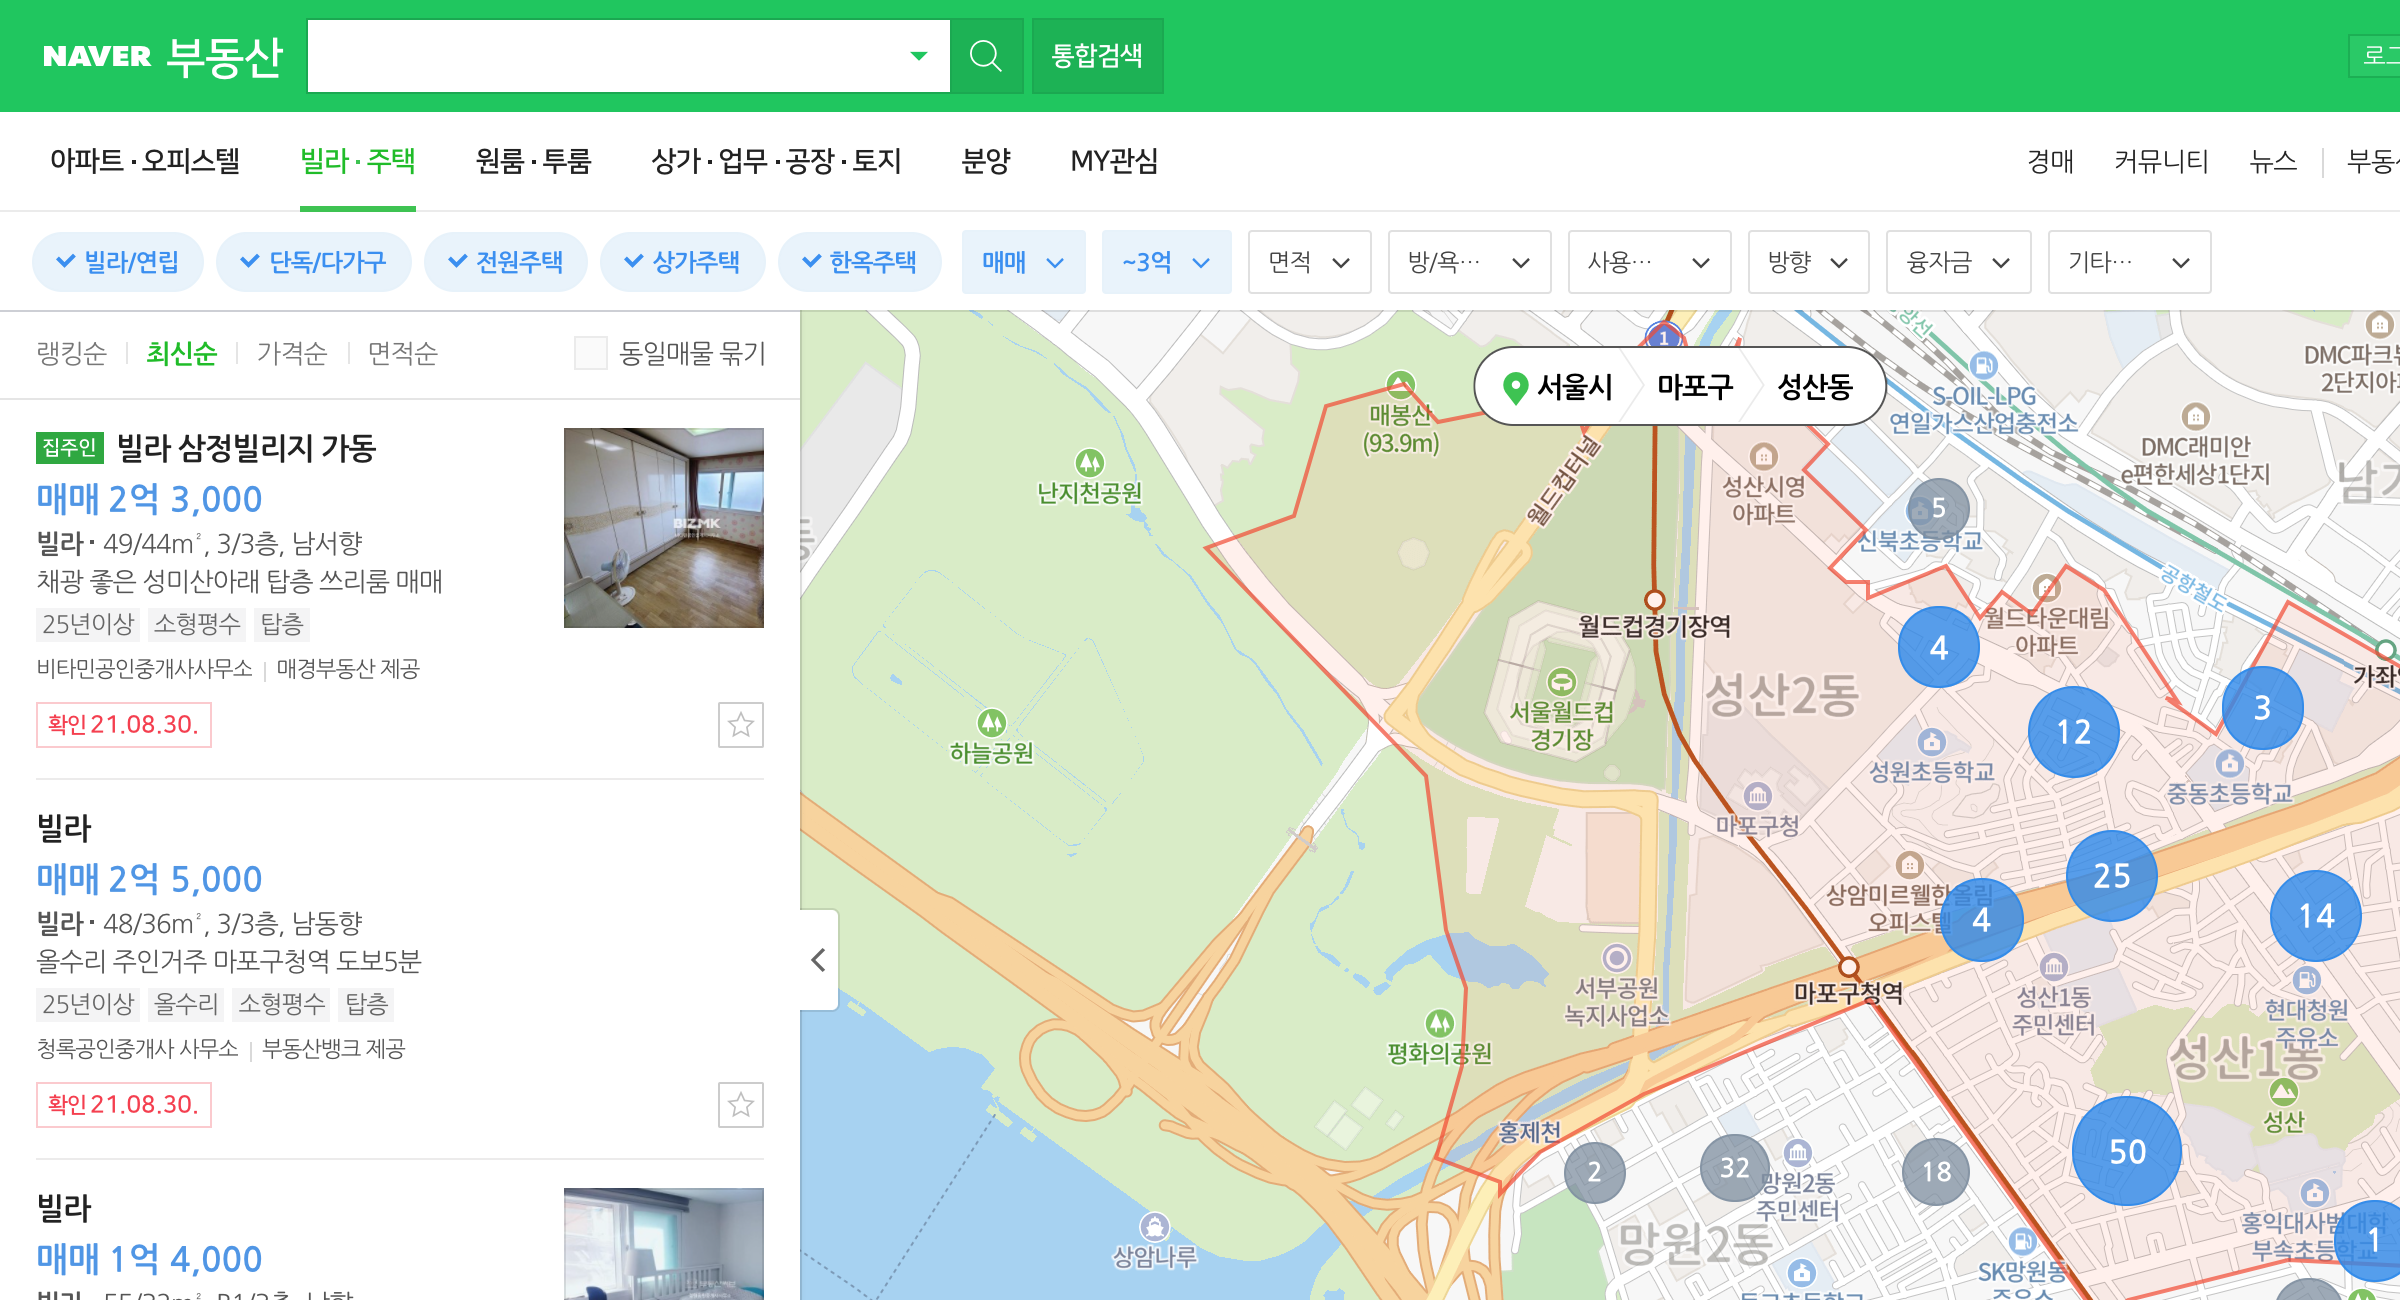 NAVER 부동산
통합검색
아파트 · 오피스텔
빌라 · 주택
원룸 · 투룸
상가 · 업무 · 공장 · 토지
분양
MY관심
경매
커뮤니티
뉴스
빌라/연립
단독/다가구
전원주택
상가주택
한옥주택
매매
~3억
면적
방/욕…
사용…
방향
융자금
기타…
랭킹순
최신순
가격순
면적순
동일매물 묶기
집주인 빌라 삼정빌리지 가동
매매 2억 3,000
빌라 · 49/44m², 3/3층, 남서향
채광 좋은 성미산아래 탑층 쓰리룸 매매
25년이상 소형평수 탑층
비타민공인중개사사무소 | 매경부동산 제공
확인 21.08.30.
BIZMK
빌라
매매 2억 5,000
빌라 · 48/36m², 3/3층, 남동향
올수리 주인거주 마포구청역 도보5분
25년이상 올수리 소형평수 탑층
청록공인중개사 사무소 | 부동산뱅크 제공
확인 21.08.30.
빌라
매매 1억 4,000
서울시
마포구
성산동
1
매봉산
(93.9m)
난지천공원
월드컵터널
성산시영
아파트
S-OIL-LPG
연일가스산업충전소
DMC래미안
e편한세상1단지
5
신북초등학교
공항철도
월드컵경기장역
4
월드타운대림
아파트
성산2동
서울월드컵
경기장
12
3
하늘공원
성원초등학교
중동초등학교
마포구청
25
상암미르웰한올림
오피스텔
4
14
서부공원
녹지사업소
마포구청역
성산1동
주민센터
현대청원
주유소
평화의공원
성산1동
성산
홍제천
2
32
18
50
망원2동
주민센터
망원2동
상암나루
홍익대사범대학
부속초등학교
1
SK망원동
주유소